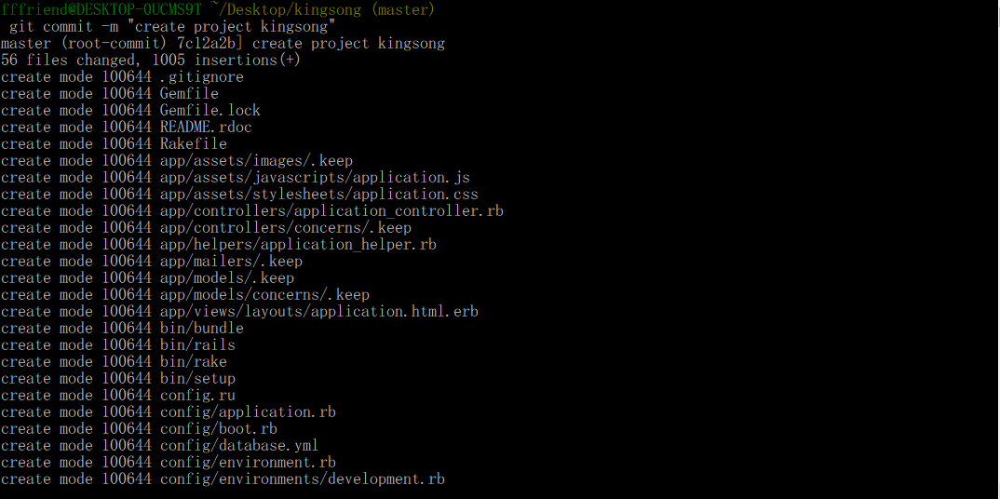 fffriend@DESKTOP-OUCMS9T ~/Desktop/kingsong (master)
git commit -m "create project kingsong"
master (root-commit) 7c12a2b] create project kingsong
56 files changed, 1005 insertions(+)
create mode 100644 .gitignore
create mode 100644 Gemfile
create mode 100644 Gemfile.lock
create mode 100644 README.rdoc
create mode 100644 Rakefile
create mode 100644 app/assets/images/.keep
create mode 100644 app/assets/javascripts/application.js
create mode 100644 app/assets/stylesheets/application.css
create mode 100644 app/controllers/application_controller.rb
create mode 100644 app/controllers/concerns/.keep
create mode 100644 app/helpers/application_helper.rb
create mode 100644 app/mailers/.keep
create mode 100644 app/models/.keep
create mode 100644 app/models/concerns/.keep
create mode 100644 app/views/layouts/application.html.erb
create mode 100644 bin/bundle
create mode 100644 bin/rails
create mode 100644 bin/rake
create mode 100644 bin/setup
create mode 100644 config.ru
create mode 100644 config/application.rb
create mode 100644 config/boot.rb
create mode 100644 config/database.yml
create mode 100644 config/environment.rb
create mode 100644 config/environments/development.rb